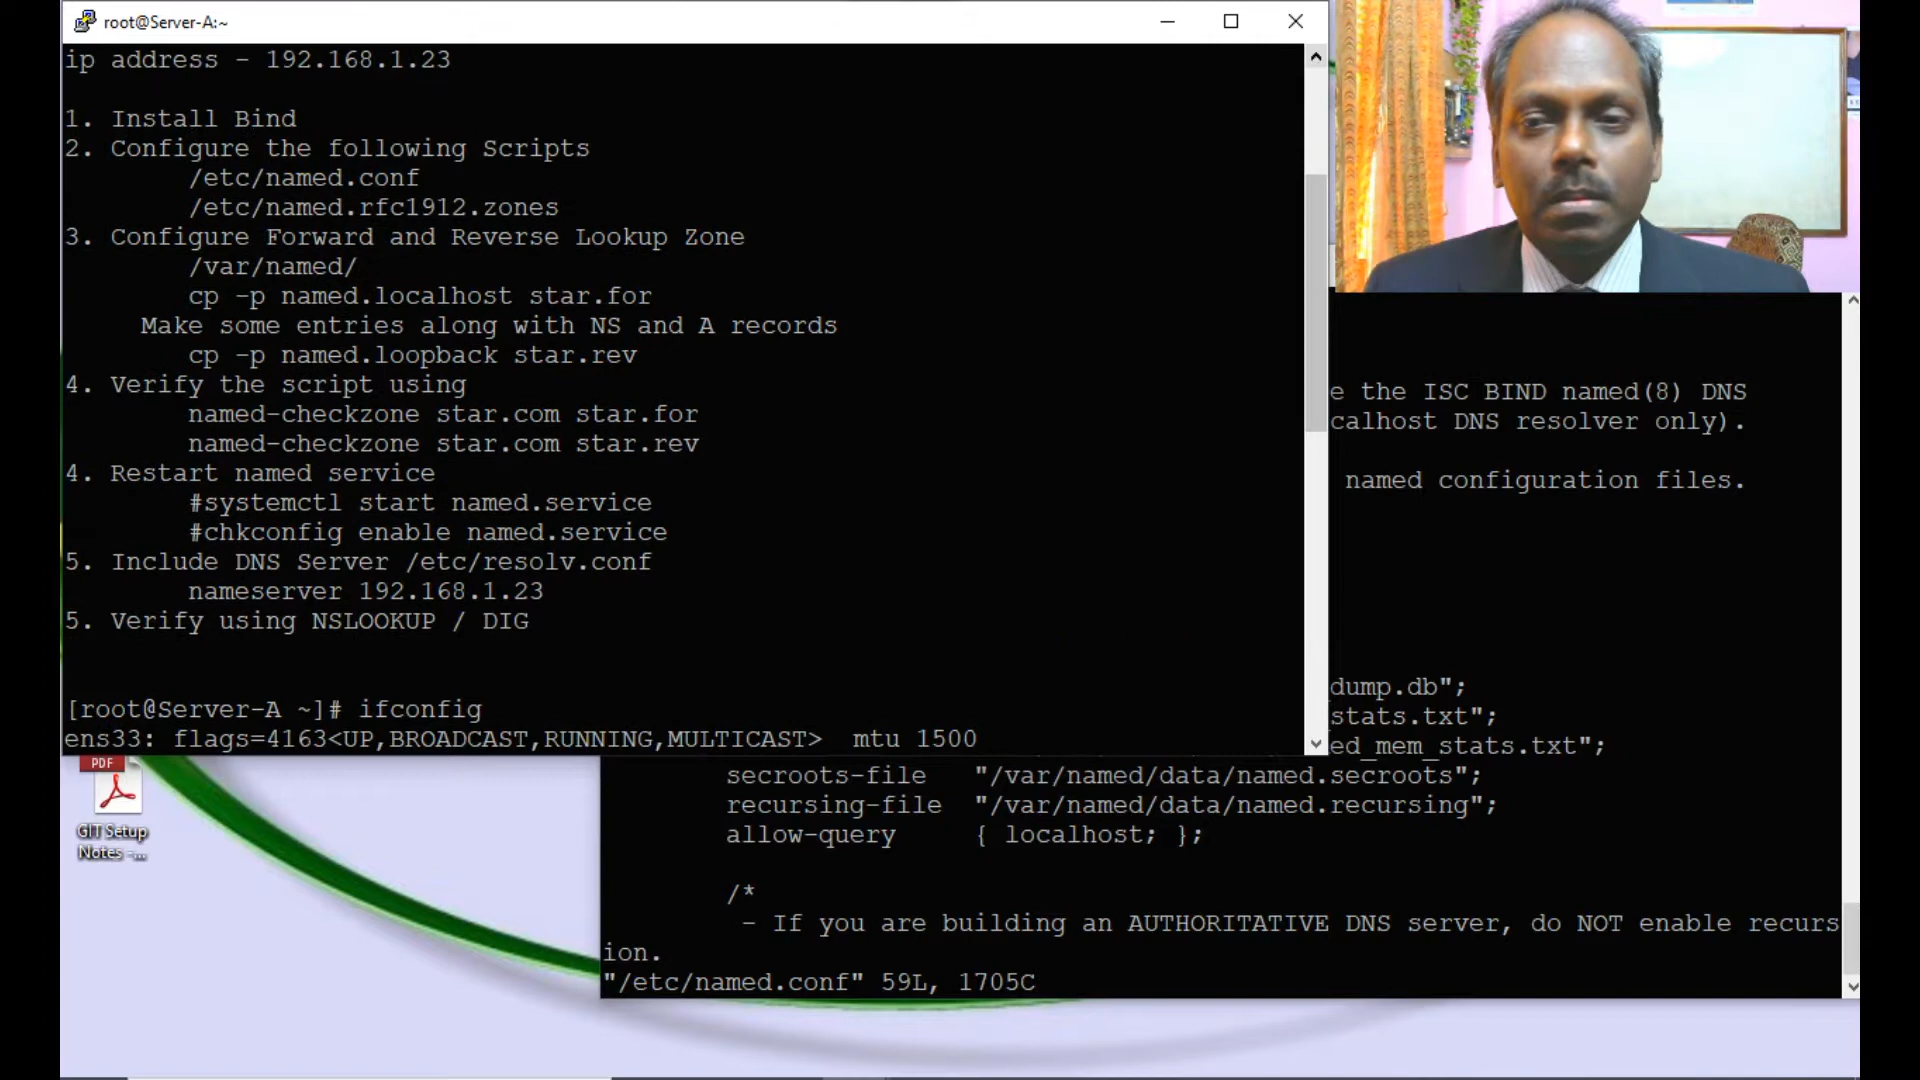 root@Server-A:~
ip address - 192.168.1.23
1. Install Bind
2. Configure the following Scripts
/etc/named.conf
/etc/named.rfc1912.zones
3. Configure Forward and Reverse Lookup Zone
/var/named/
cp -p named.localhost star.for
Make some entries along with NS and A records
cp -p named.loopback star.rev
4. Verify the script using
named-checkzone star.com star.for
named-checkzone star.com star.rev
4. Restart named service
#systemctl start named.service
#chkconfig enable named.service
5. Include DNS Server /etc/resolv.conf
nameserver 192.168.1.23
5. Verify using NSLOOKUP / DIG
[root@Server-A ~]# ifconfig
ens33: flags=4163<UP,BROADCAST,RUNNING,MULTICAST>  mtu 1500
e the ISC BIND named(8) DNS
calhost DNS resolver only).
named configuration files.
dump.db";
stats.txt";
ed_mem_stats.txt";
secroots-file "/var/named/data/named.secroots";
recursing-file "/var/named/data/named.recursing";
allow-query { localhost; };
/*
- If you are building an AUTHORITATIVE DNS server, do NOT enable recurs
ion.
"/etc/named.conf" 59L, 1705C
PDF
GIT Setup
Notes -...